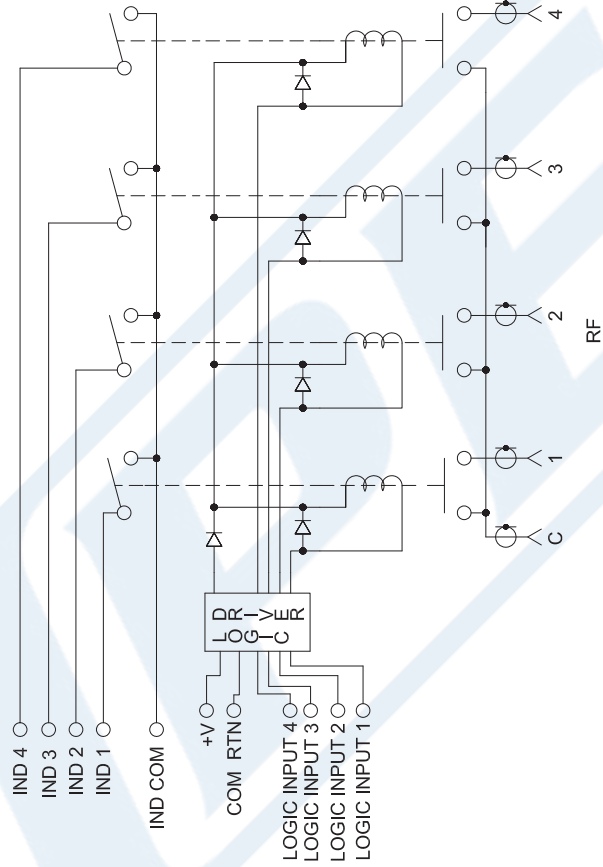 IND 4
IND 3
IND 2
IND 1
IND COM
+V
COM RTN
LOGIC INPUT 4
LOGIC INPUT 3
LOGIC INPUT 2
LOGIC INPUT 1
LOGIC
DRIVER
C
1
2
3
4
RF